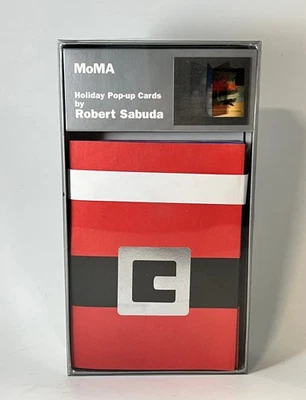 MoMA
Holiday Pop-up Cards
by
Robert Sabuda